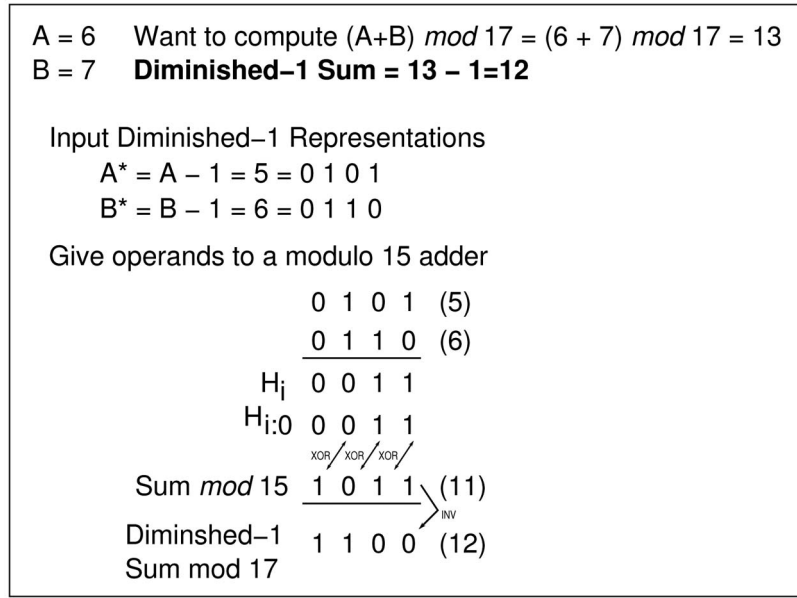 A = 6 Want to compute (A+B) mod 17 = (6 + 7) mod 17 = 13
B = 7 Diminished−1 Sum = 13 − 1=12
Input Diminished−1 Representations
A* = A − 1 = 5 = 0 1 0 1
B* = B − 1 = 6 = 0 1 1 0
Give operands to a modulo 15 adder
0 1 0 1 (5)
0 1 1 0 (6)
Hi 0 0 1 1
Hi:0 0 0 1 1
XOR XOR XOR
Sum mod 15 1 0 1 1 (11)
INV
Diminshed−1 1 1 0 0 (12)
Sum mod 17